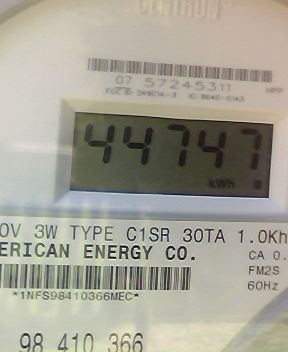 CENTRON®
07 57245311
44747
kWh
0V 3W TYPE C1SR 30TA 1.0Kh
ERICAN ENERGY CO.
CA 0.
FM2S
60Hz
*1NFS98410366MEC*
98 410 366